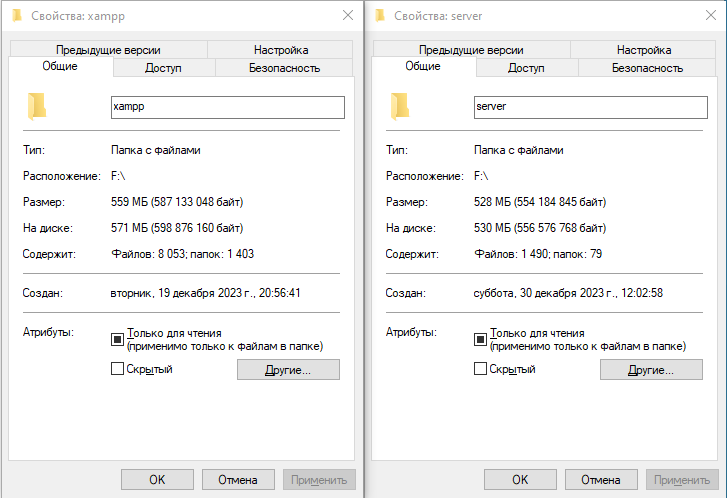 Свойства: xampp
Предыдущие версии
Настройка
Общие
Доступ
Безопасность
xampp
Тип: Папка с файлами
Расположение: F:\
Размер: 559 МБ (587 133 048 байт)
На диске: 571 МБ (598 876 160 байт)
Содержит: Файлов: 8 053; папок: 1 403
Создан: вторник, 19 декабря 2023 г., 20:56:41
Атрибуты: Только для чтения
(применимо только к файлам в папке)
Скрытый
Другие...
OK
Отмена
Применить
Свойства: server
Предыдущие версии
Настройка
Общие
Доступ
Безопасность
server
Тип: Папка с файлами
Расположение: F:\
Размер: 528 МБ (554 184 845 байт)
На диске: 530 МБ (556 576 768 байт)
Содержит: Файлов: 1 490; папок: 79
Создан: суббота, 30 декабря 2023 г., 12:02:58
Атрибуты: Только для чтения
(применимо только к файлам в папке)
Скрытый
Другие...
OK
Отмена
Применить